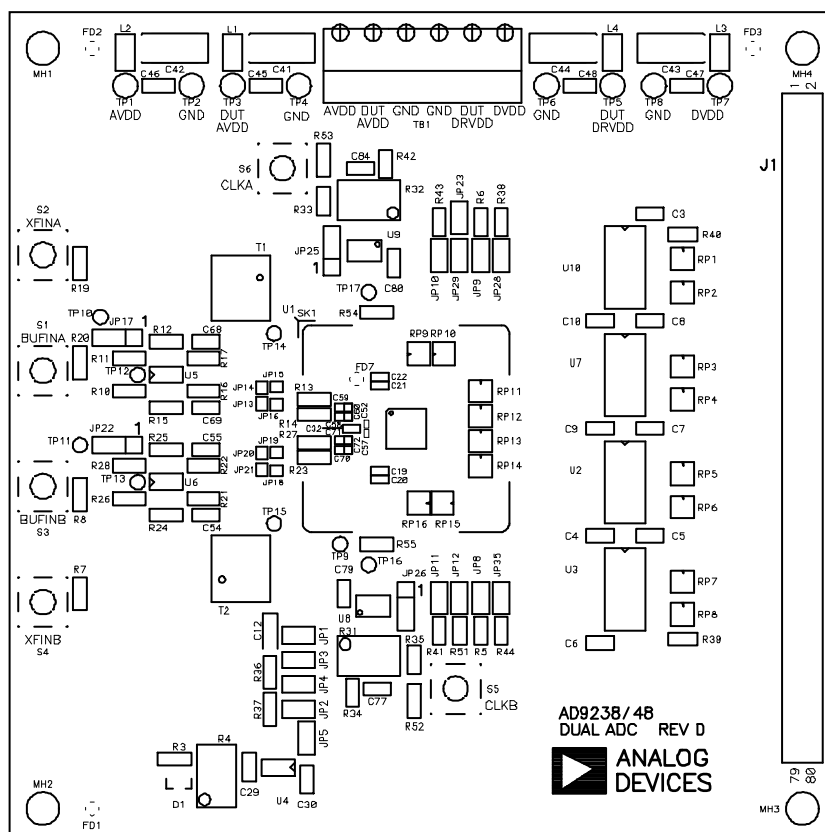 L2 L1 L4 L3
FD2 FD3
MH1 C42 C41 C44 C43 MH4
C46 C45 C48 C47
TP1 TP2 TP3 TP4 TP6 TP5 TP8 TP7
AVDD GND DUT AVDD GND GND DUT DRVDD GND DVDD
AVDD DUT AVDD GND GND DUT DRVDD DVDD
TB1
1 2
J1
R53 C84 R42
S6
CLKA
R32
R33
R43 JP23 R6 R38
C3
R40
S2
XFINA
T1
JP25
1
U9
C80
U10
RP1
RP2
R19
JP10 JP29 JP9 JP28
TP17
R54
TP10
JP17 1
U1 SK1
C10 C8
S1
BUFINA
R20
R12 C68
TP14
R11 R17
TP12
U5
R10 R16
R15 C69
RP9 RP10
FD7
C22
C21
U7
RP3
RP4
JP14 JP15
JP13 JP16
R13
R14
C59
C60
C52
RP11
RP12
TP11
JP22 1
R25 C55
C32
R27
C72
C57
C70
R23
RP13
RP14
C9 C7
R28 R22
TP13
U6
R26 R21
R24 C54
JP19
JP20
JP21 JP18
C19
C20
U2
RP5
RP6
BUFINB
S3
R8
TP15
RP16 RP15
C4 C5
TP9
R55
TP16
R7
T2
C79
JP26
1
U8
JP11 JP12 JP8 JP35
U3
RP7
RP8
XFINB
S4
C12
JP1
R31
R35
R41 R51 R5 R44
C6 R39
R36
JP3
JP4
R37
JP2
R34
C77
R52
S5
CLKB
JP5
R3 R4
AD9238/48
DUAL ADC REV D
ANALOG
DEVICES
MH2
D1
C29 U4 C30
79 80
MH3
FD1